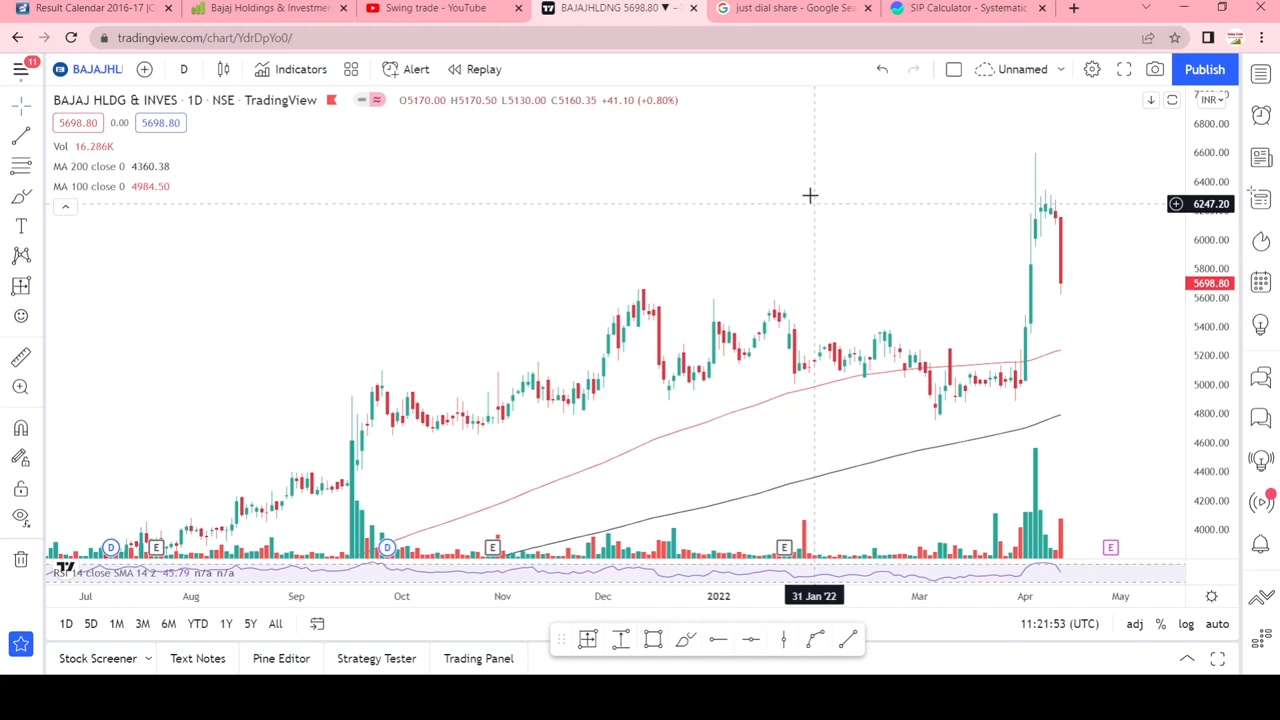 Result Calendar 2016-17 |C
Bajaj Holdings & Investmen
Swing trade - YouTube
BAJAJHLDNG 5698.80 ▼ −
just dial share - Google Sea
SIP Calculator - Systematic
tradingview.com/chart/YdrDpYo0/
11
BAJAJHLI
D
Indicators
Alert
Replay
Unnamed
Publish
BAJAJ HLDG & INVES · 1D · NSE · TradingView
O5170.00 H5170.50 L5130.00 C5160.35 +41.10 (+0.80%)
INR
5698.80 0.00 5698.80
Vol 16.286K
MA 200 close 0 4360.38
MA 100 close 0 4984.50
6800.00
6600.00
6400.00
6247.20
6000.00
5800.00
5698.80
5600.00
5400.00
5200.00
5000.00
4800.00
4600.00
4400.00
4200.00
4000.00
D E D E E E
RSI 14 close SMA 14 2 45.79 n/a n/a
Jul Aug Sep Oct Nov Dec 2022 31 Jan '22 Mar Apr May
1D 5D 1M 3M 6M YTD 1Y 5Y All
11:21:53 (UTC) adj % log auto
Stock Screener Text Notes Pine Editor Strategy Tester Trading Panel